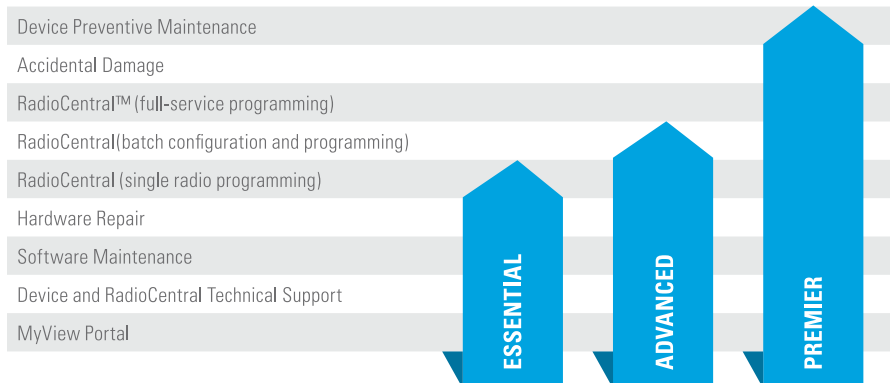 Device Preventive Maintenance
Accidental Damage
RadioCentral™ (full-service programming)
RadioCentral(batch configuration and programming)
RadioCentral (single radio programming)
Hardware Repair
Software Maintenance
Device and RadioCentral Technical Support
MyView Portal
ESSENTIAL
ADVANCED
PREMIER